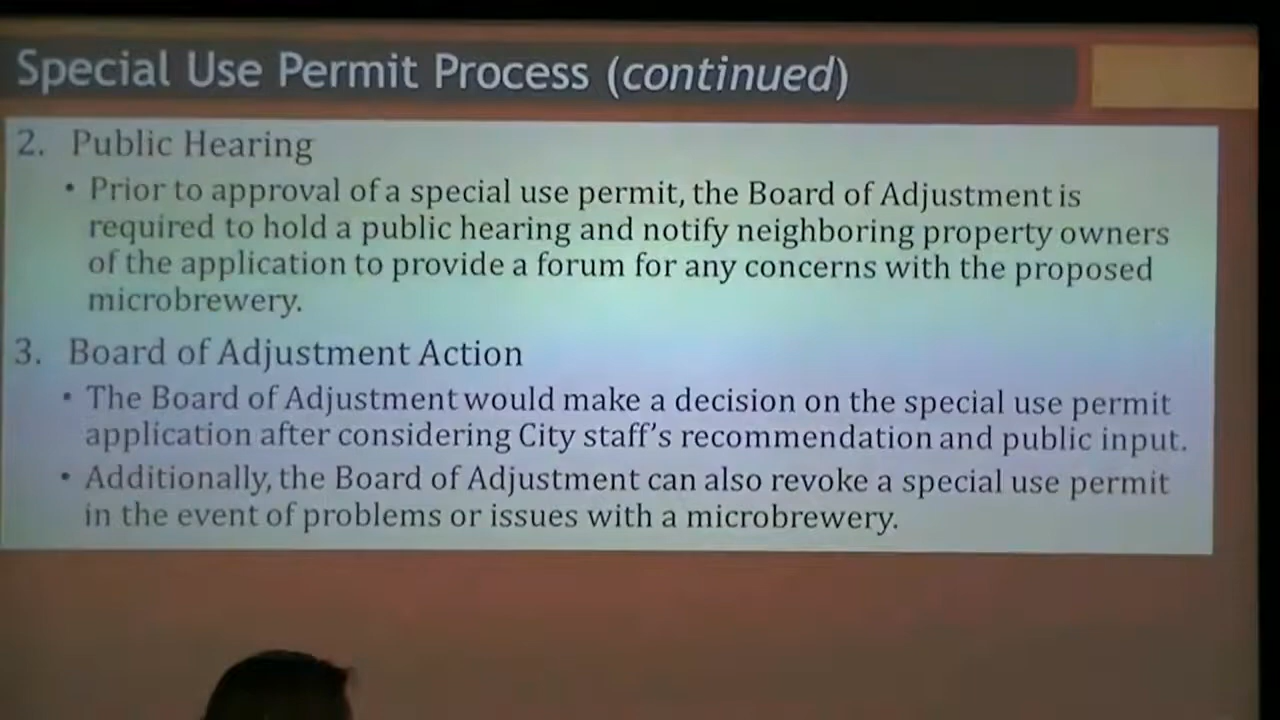 Special Use Permit Process (continued)
2. Public Hearing
• Prior to approval of a special use permit, the Board of Adjustment is
required to hold a public hearing and notify neighboring property owners
of the application to provide a forum for any concerns with the proposed
microbrewery.
3. Board of Adjustment Action
• The Board of Adjustment would make a decision on the special use permit
application after considering City staff's recommendation and public input.
• Additionally, the Board of Adjustment can also revoke a special use permit
in the event of problems or issues with a microbrewery.